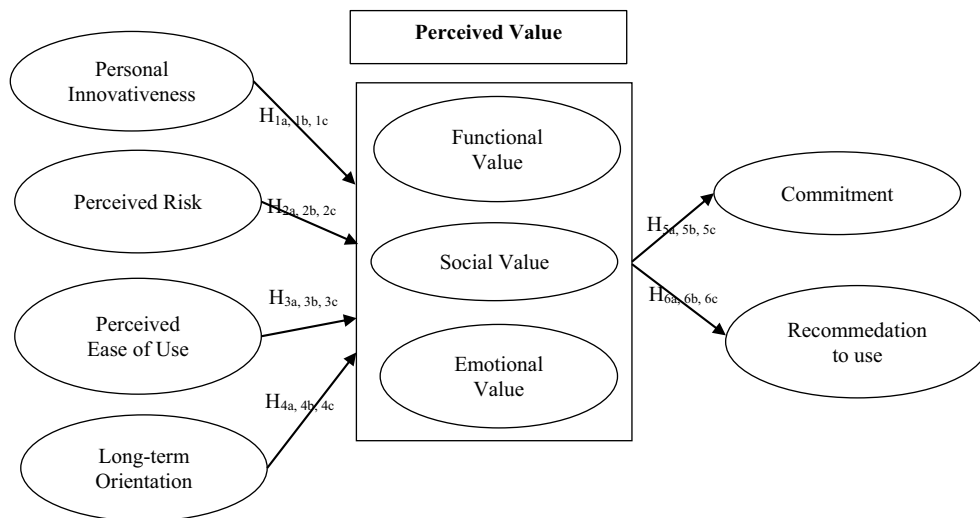 Perceived Value
Personal
Innovativeness
H1a, 1b, 1c
Functional
Value
Perceived Risk
H2a, 2b, 2c
Commitment
Social Value
H5a, 5b, 5c
H6a, 6b, 6c
Perceived
Ease of Use
H3a, 3b, 3c
Recommedation
to use
Emotional
Value
H4a, 4b, 4c
Long-term
Orientation